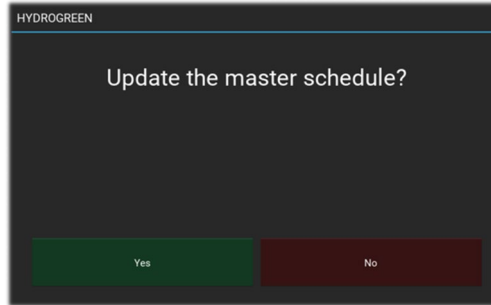 HYDROGREEN
Update the master schedule?
Yes
No